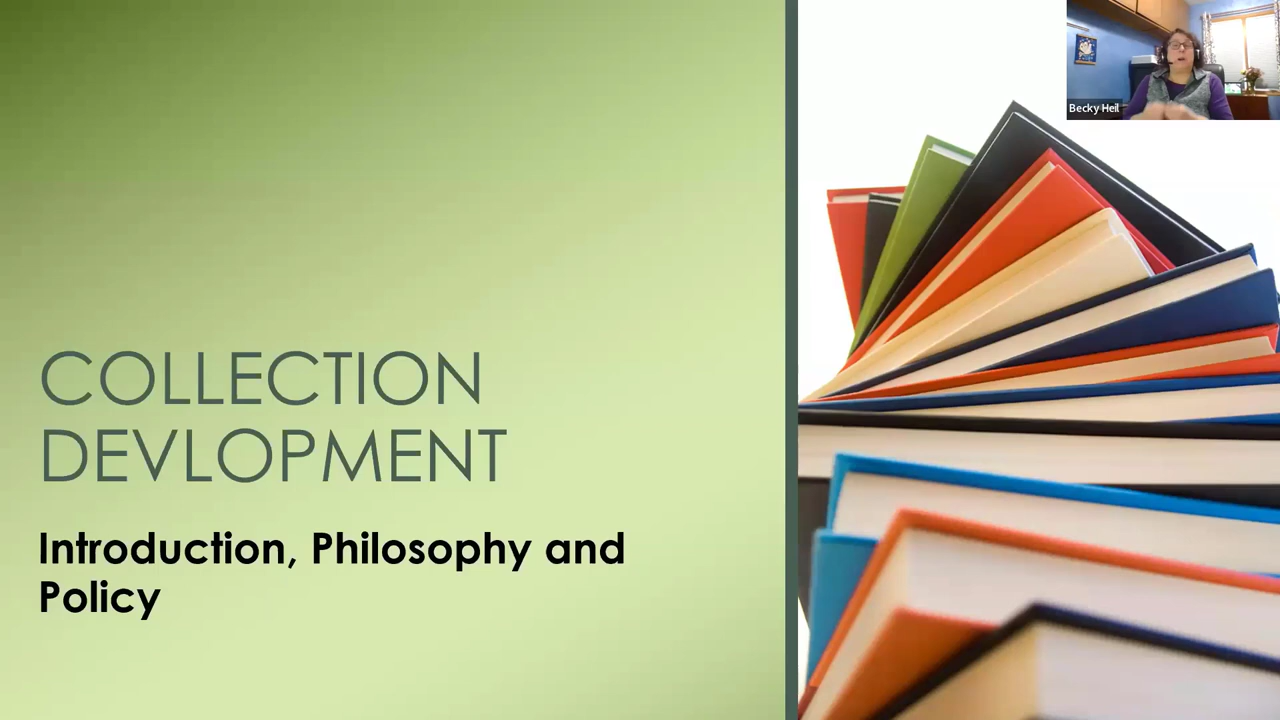 Becky Heil
COLLECTION
DEVLOPMENT
Introduction, Philosophy and
Policy